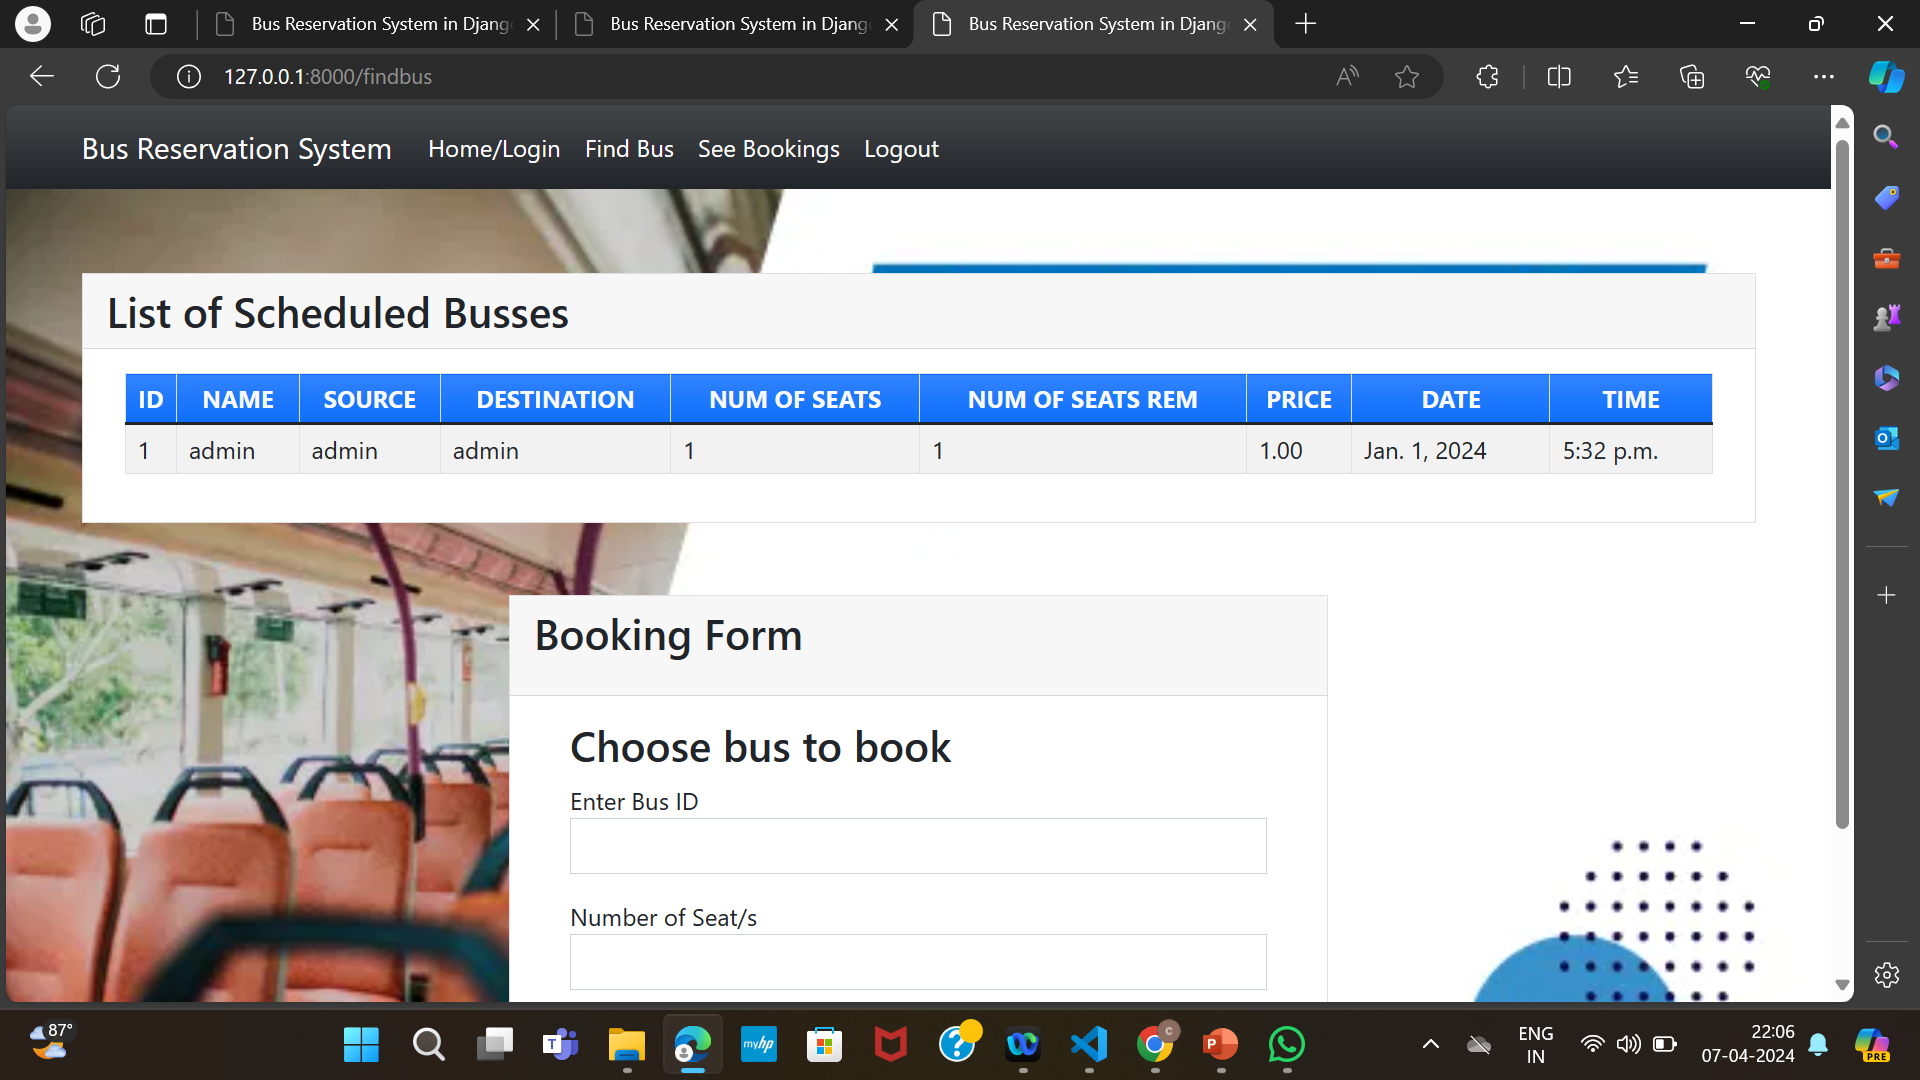 Bus Reservation System in Djang
Bus Reservation System in Djang
Bus Reservation System in Djang
127.0.0.1:8000/findbus
Bus Reservation System Home/Login Find Bus See Bookings Logout
List of Scheduled Busses
ID NAME SOURCE DESTINATION NUM OF SEATS NUM OF SEATS REM PRICE DATE TIME
1 admin admin admin 1 1 1.00 Jan. 1, 2024 5:32 p.m.
Booking Form
Choose bus to book
Enter Bus ID
Number of Seat/s
87°
myhp
ENG
IN
22:06
07-04-2024
PRE